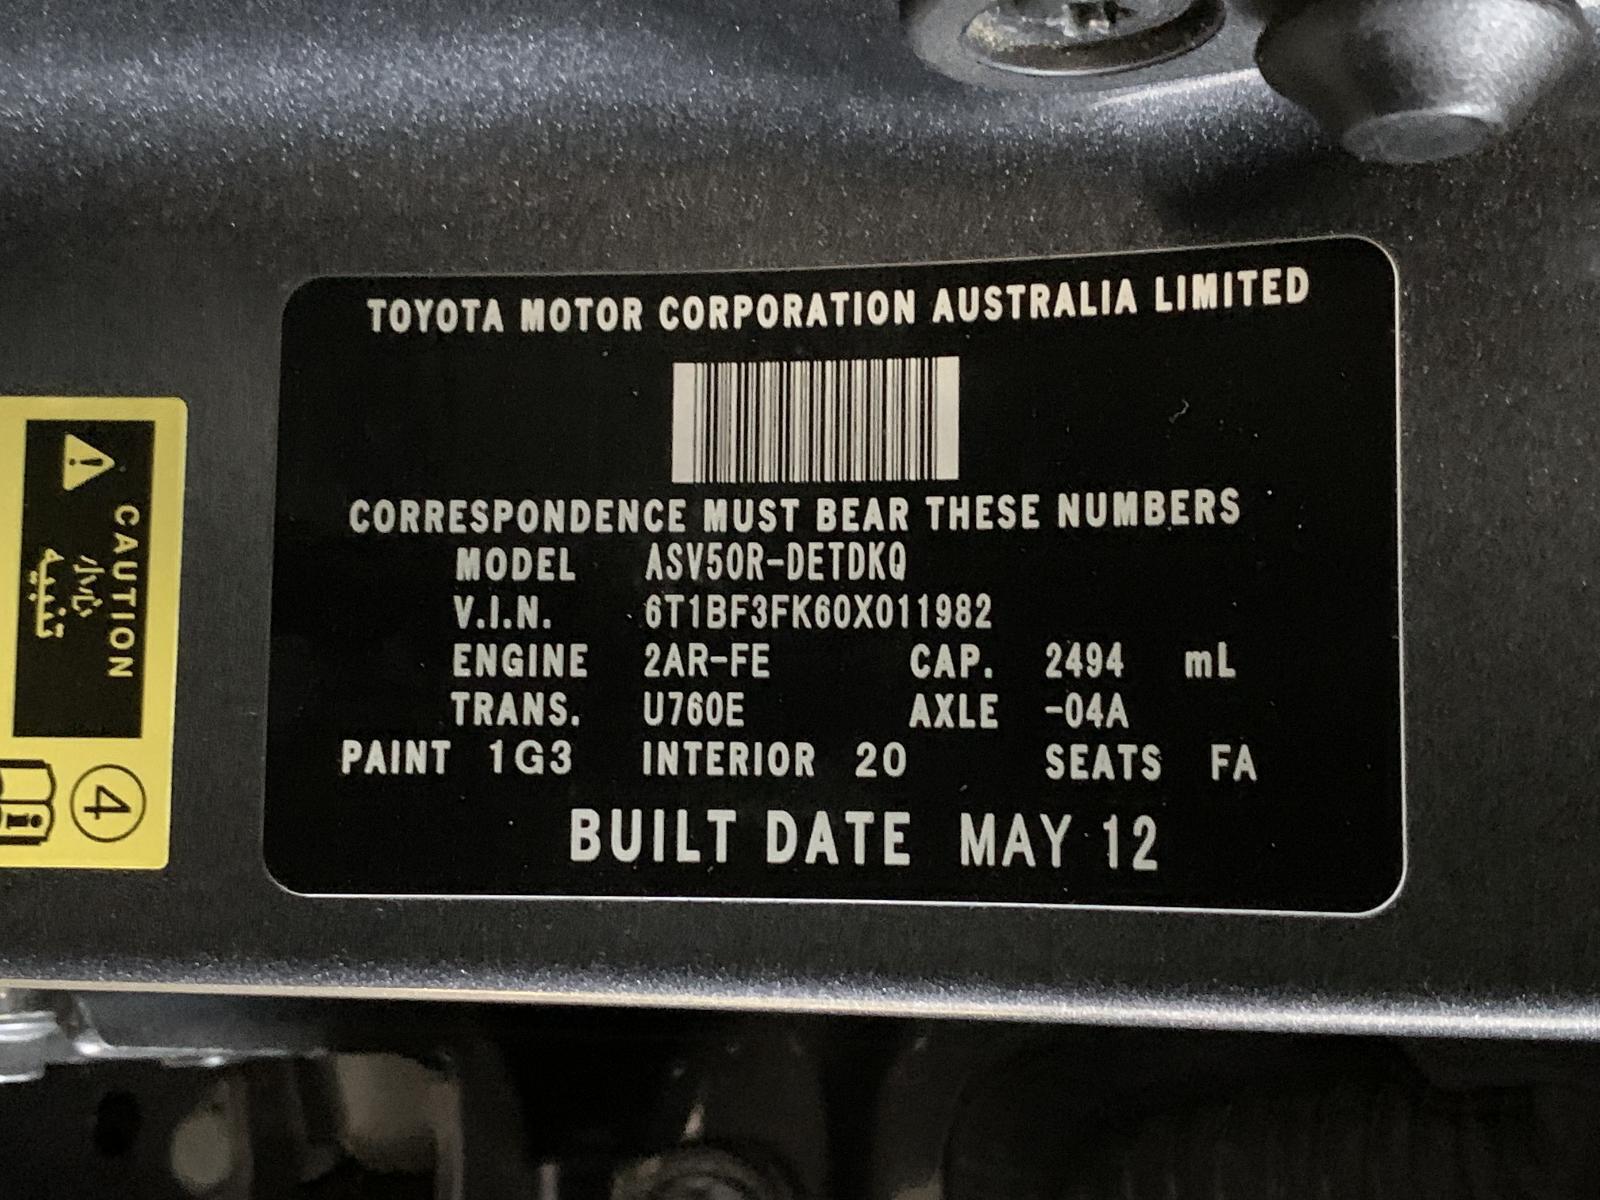 TOYOTA MOTOR CORPORATION AUSTRALIA LIMITED
CORRESPONDENCE MUST BEAR THESE NUMBERS
MODEL ASV50R-DETDKQ
V.I.N. 6T1BF3FK60X011982
ENGINE 2AR-FE CAP. 2494 mL
TRANS. U760E AXLE -04A
PAINT 1G3 INTERIOR 20 SEATS FA
BUILT DATE MAY 12
CAUTION
تنبيه
4